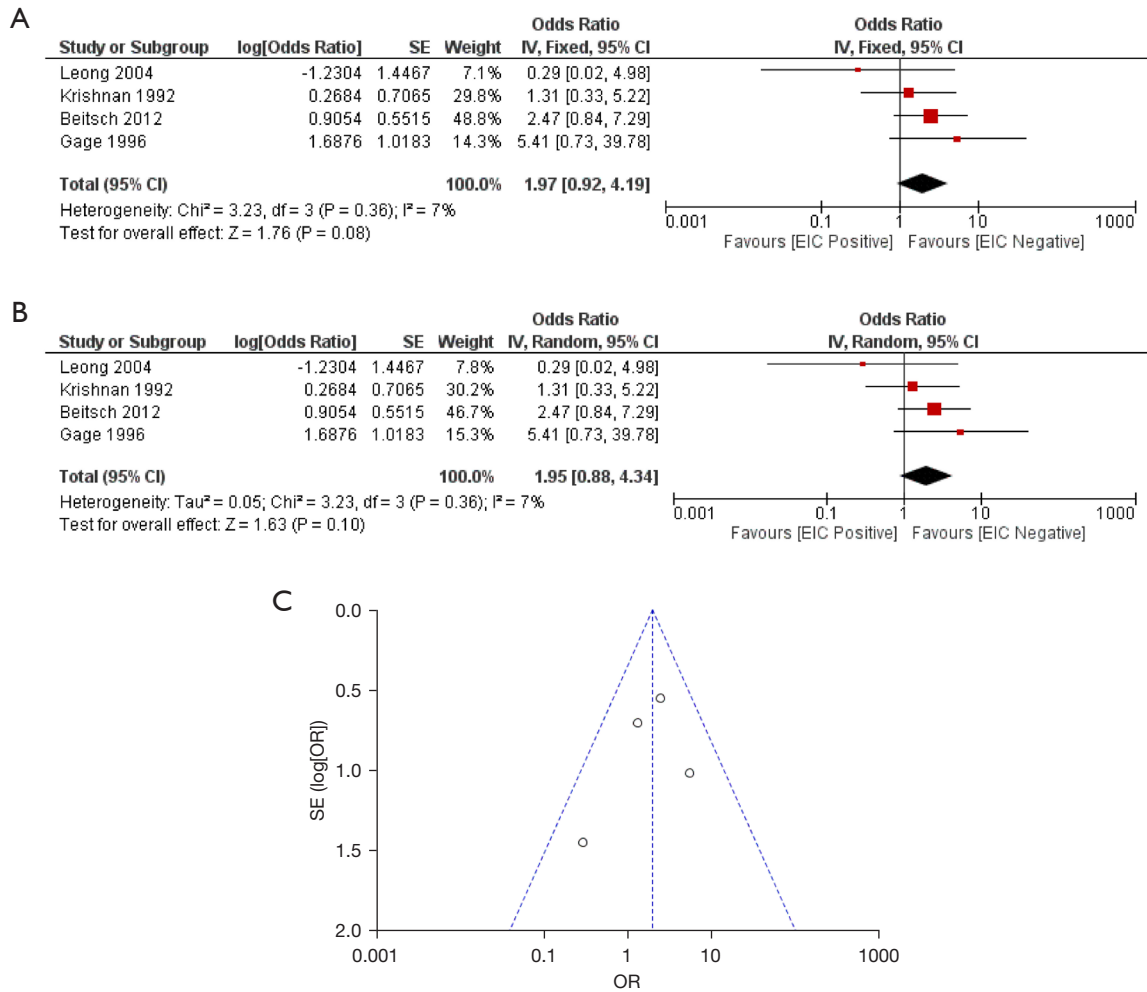 A
Odds Ratio Odds Ratio
Study or Subgroup log[Odds Ratio] SE Weight IV, Fixed, 95% CI IV, Fixed, 95% CI
Leong 2004 -1.2304 1.4467 7.1% 0.29 [0.02, 4.98]
Krishnan 1992 0.2684 0.7065 29.8% 1.31 [0.33, 5.22]
Beitsch 2012 0.9054 0.5515 48.8% 2.47 [0.84, 7.29]
Gage 1996 1.6876 1.0183 14.3% 5.41 [0.73, 39.78]
Total (95% CI) 100.0% 1.97 [0.92, 4.19]
Heterogeneity: Chi² = 3.23, df = 3 (P = 0.36); I² = 7%
Test for overall effect: Z = 1.76 (P = 0.08)
0.001 0.1 1 10 1000
Favours [EIC Positive] Favours [EIC Negative]
B
Odds Ratio Odds Ratio
Study or Subgroup log[Odds Ratio] SE Weight IV, Random, 95% CI IV, Random, 95% CI
Leong 2004 -1.2304 1.4467 7.8% 0.29 [0.02, 4.98]
Krishnan 1992 0.2684 0.7065 30.2% 1.31 [0.33, 5.22]
Beitsch 2012 0.9054 0.5515 46.7% 2.47 [0.84, 7.29]
Gage 1996 1.6876 1.0183 15.3% 5.41 [0.73, 39.78]
Total (95% CI) 100.0% 1.95 [0.88, 4.34]
Heterogeneity: Tau² = 0.05; Chi² = 3.23, df = 3 (P = 0.36); I² = 7%
Test for overall effect: Z = 1.63 (P = 0.10)
0.001 0.1 1 10 1000
Favours [EIC Positive] Favours [EIC Negative]
C
SE (log[OR])
0.0
0.5
1.0
1.5
2.0
0.001 0.1 1 10 1000
OR